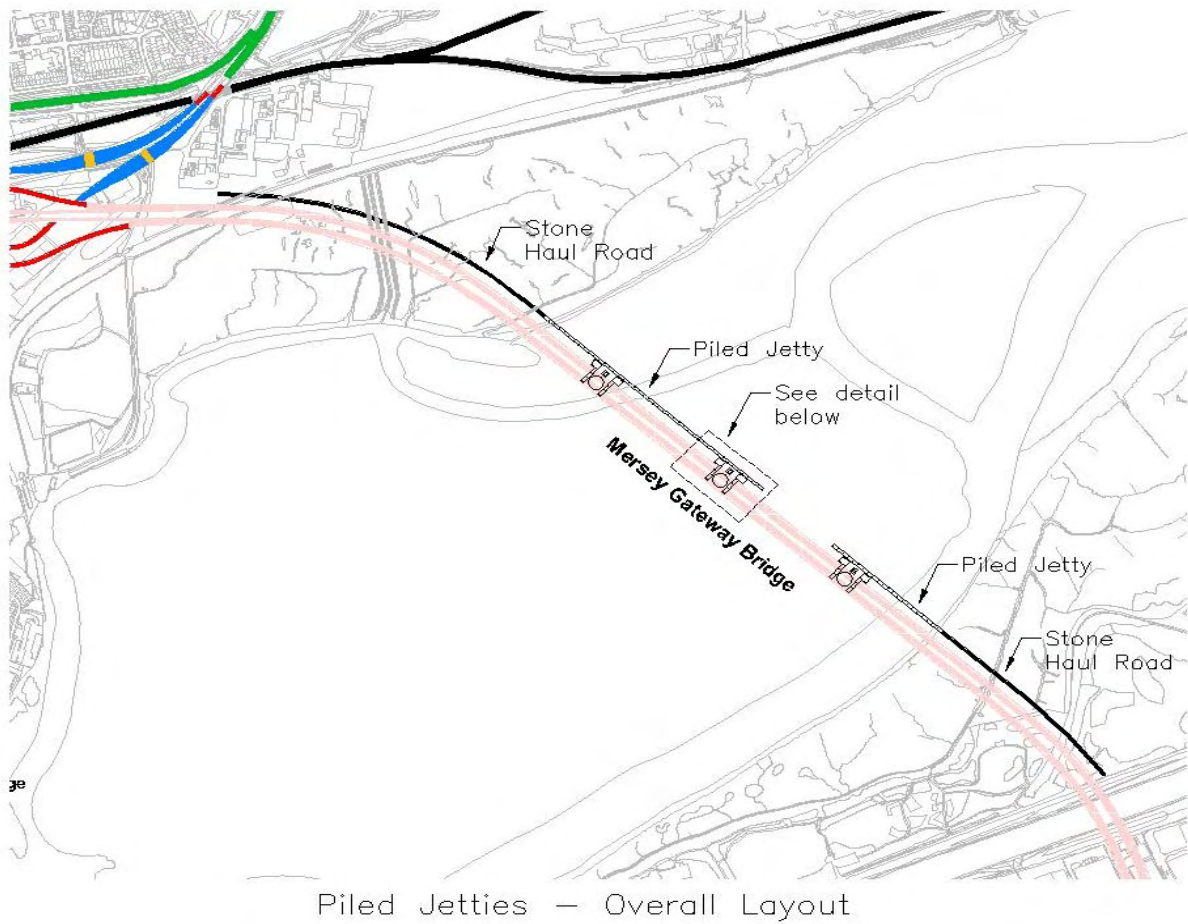 Stone
Haul Road
Piled Jetty
See detail
below
Mersey Gateway Bridge
Piled Jetty
Stone
Haul Road
ge
Piled Jetties – Overall Layout